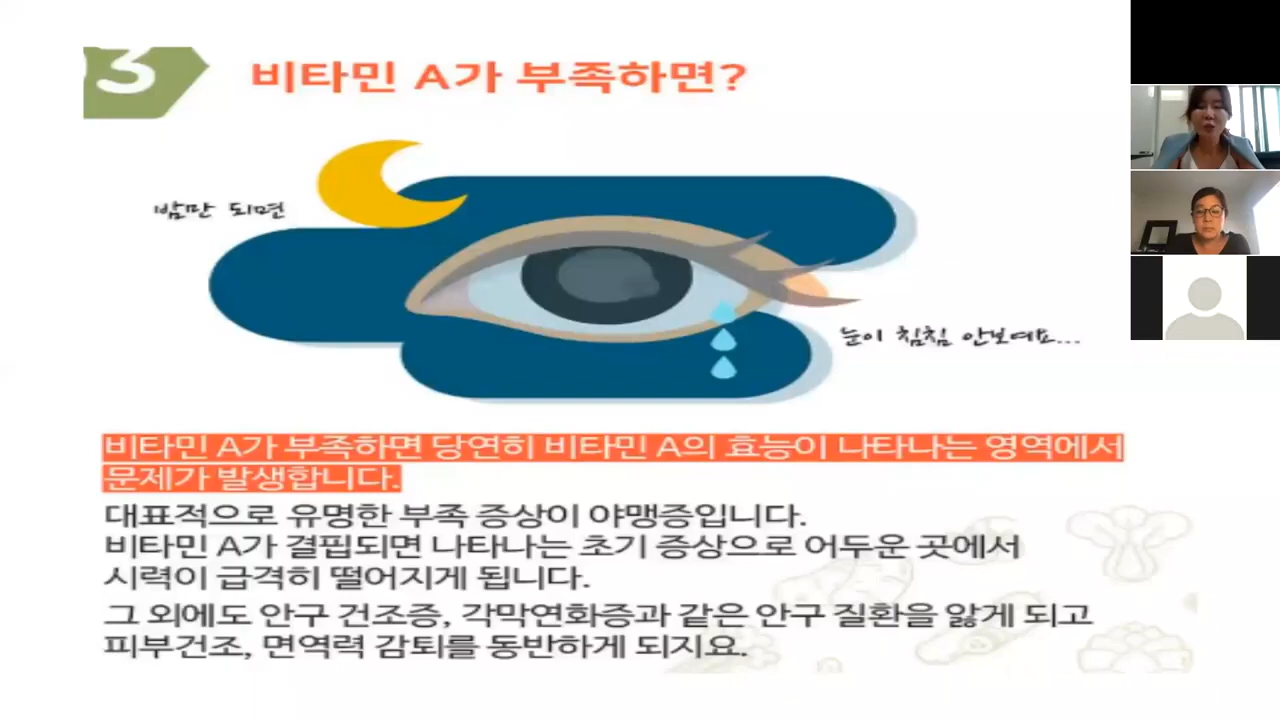 3
비타민 A가 부족하면?
밤만 되면
눈이 침침 안보여요...
비타민 A가 부족하면 당연히 비타민 A의 효능이 나타나는 영역에서
문제가 발생합니다.
대표적으로 유명한 부족 증상이 야맹증입니다.
비타민 A가 결핍되면 나타나는 초기 증상으로 어두운 곳에서
시력이 급격히 떨어지게 됩니다.
그 외에도 안구 건조증, 각막연화증과 같은 안구 질환을 앓게 되고
피부건조, 면역력 감퇴를 동반하게 되지요.